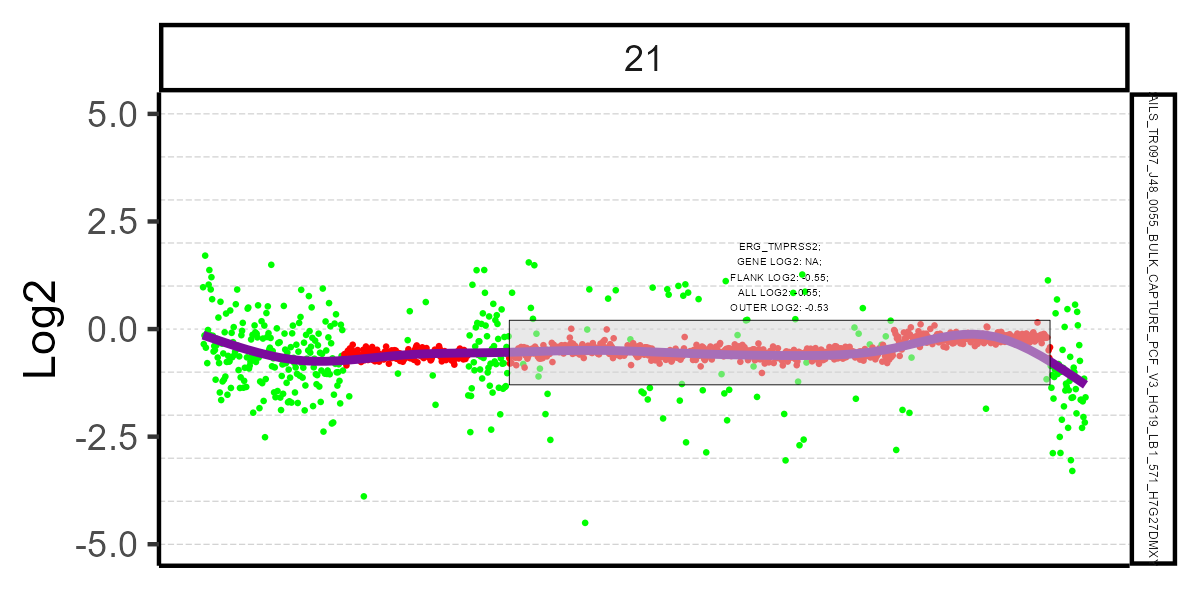 21
5.0
2.5
0.0
-2.5
-5.0
Log2
ERG_TMPRSS2;
GENE LOG2: NA;
FLANK LOG2: -0.55;
ALL LOG2: -0.55;
OUTER LOG2: -0.53
AILS_TR097_J48_0055_BULK_CAPTURE_PCF_V3_HG19_LB1_571_H7G27DMX